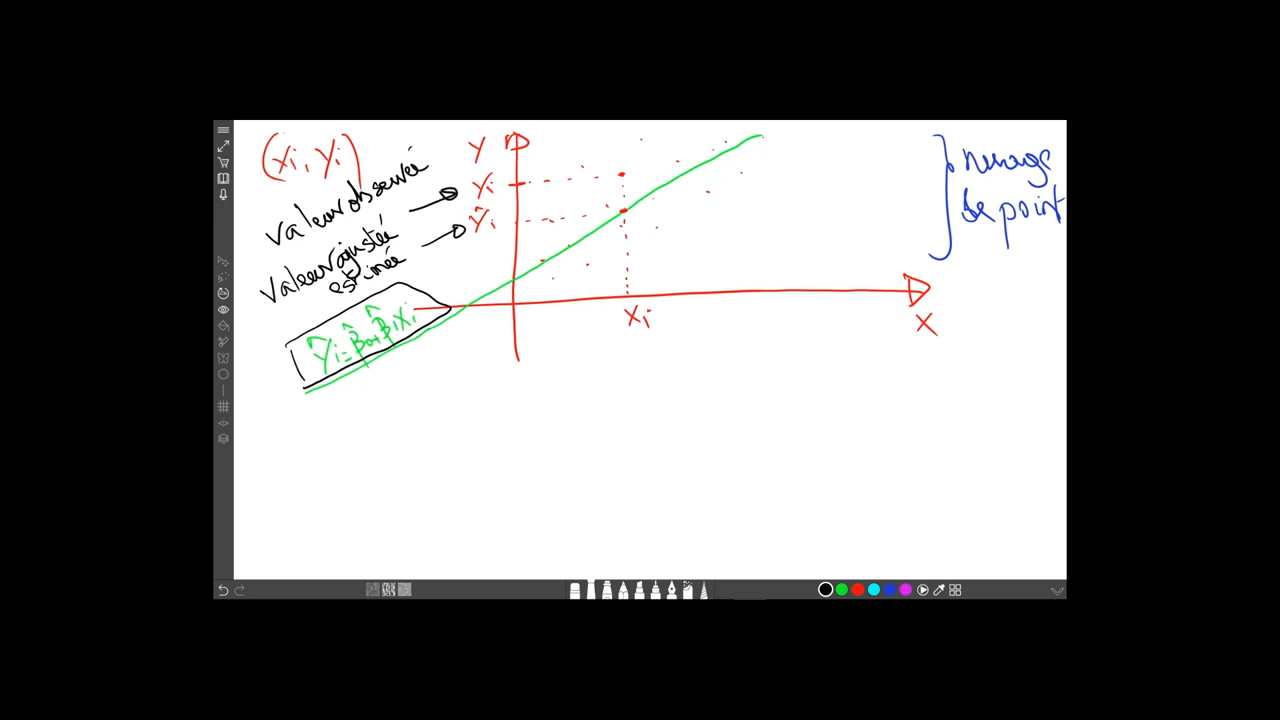 (xi, yi)
valeur observée
valeur ajustée
estimée
ŷi = β̂0 + β̂1xi
y
yi
ŷi
xi
x
nuage
de point